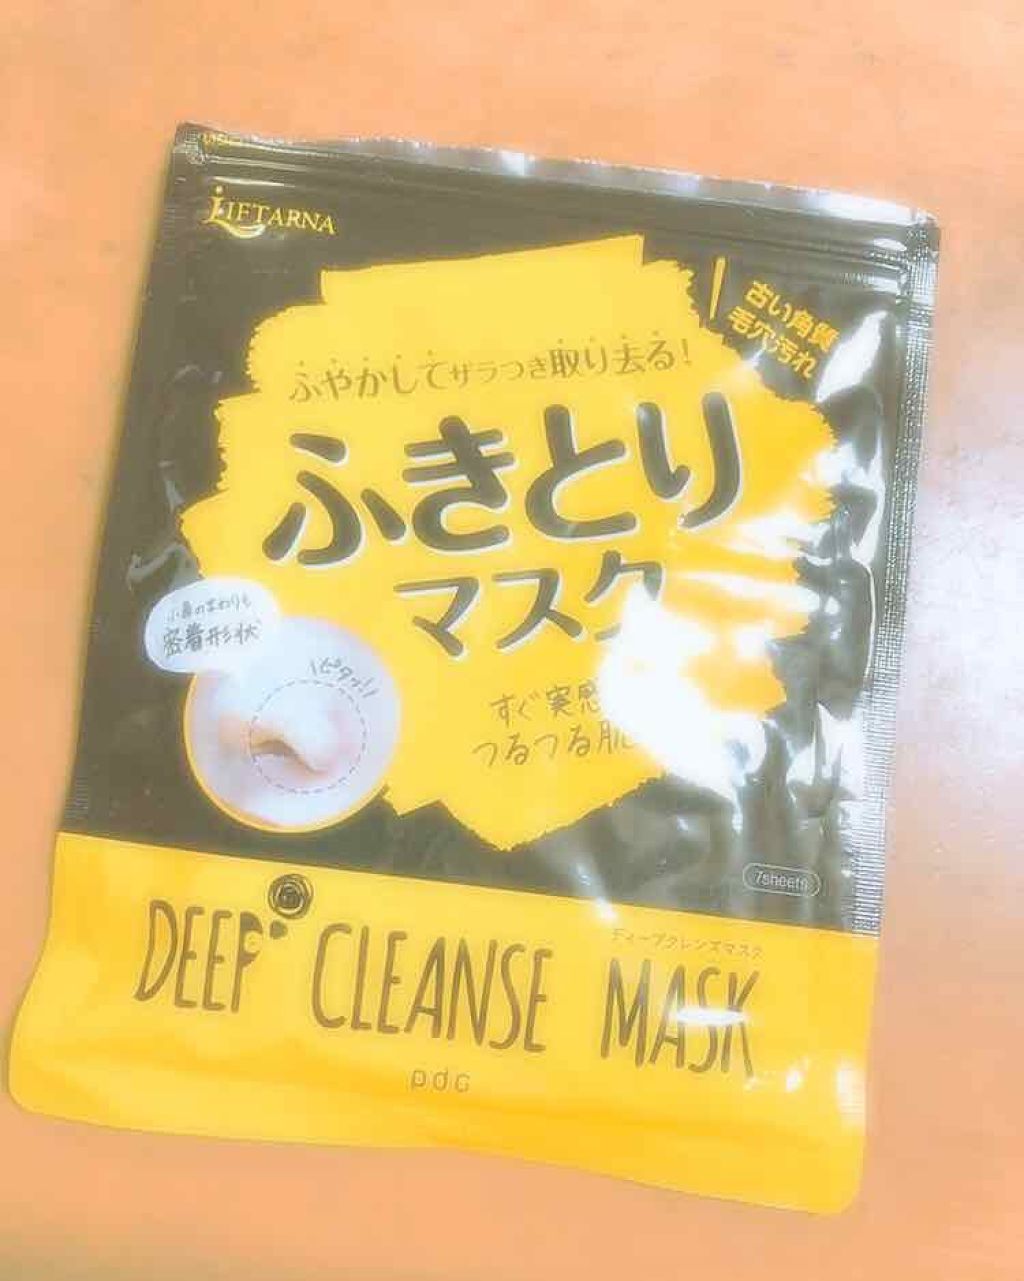 LIFTARNA
古い角質
毛穴汚れ
ふやかしてザラつき取り去る!
ふきとり
マスク
小鼻のまわりも
密着形状
ピタッ!!
すぐ実感
つるつる肌
7sheets
ディープクレンズマスク
DEEP CLEANSE MASK
pdc